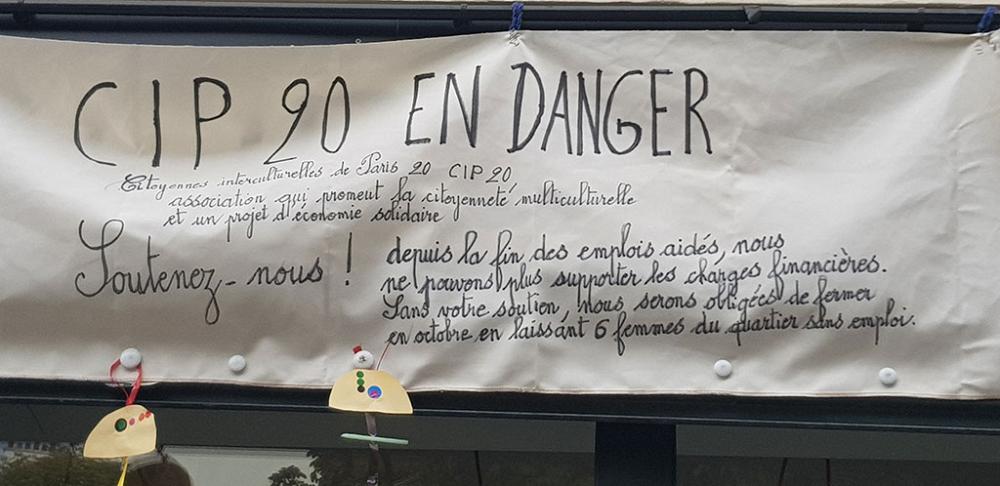 CIP 20 EN DANGER
Citoyennes interculturelles de Paris 20 CIP 20
association qui promeut la citoyenneté multiculturelle
et un projet d'économie solidaire
Soutenez-nous !
depuis la fin des emplois aidés, nous
ne pouvons plus supporter les charges financières.
Sans votre soutien, nous serons obligées de fermer
en octobre en laissant 6 femmes du quartier sans emploi.